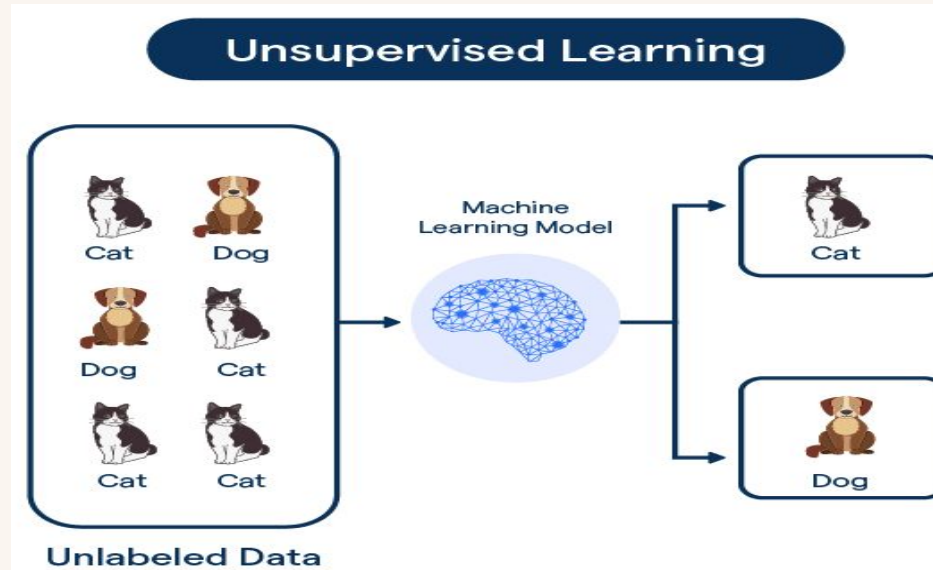 Unsupervised Learning
Cat
Dog
Dog
Cat
Cat
Cat
Unlabeled Data
Machine
Learning Model
Cat
Dog